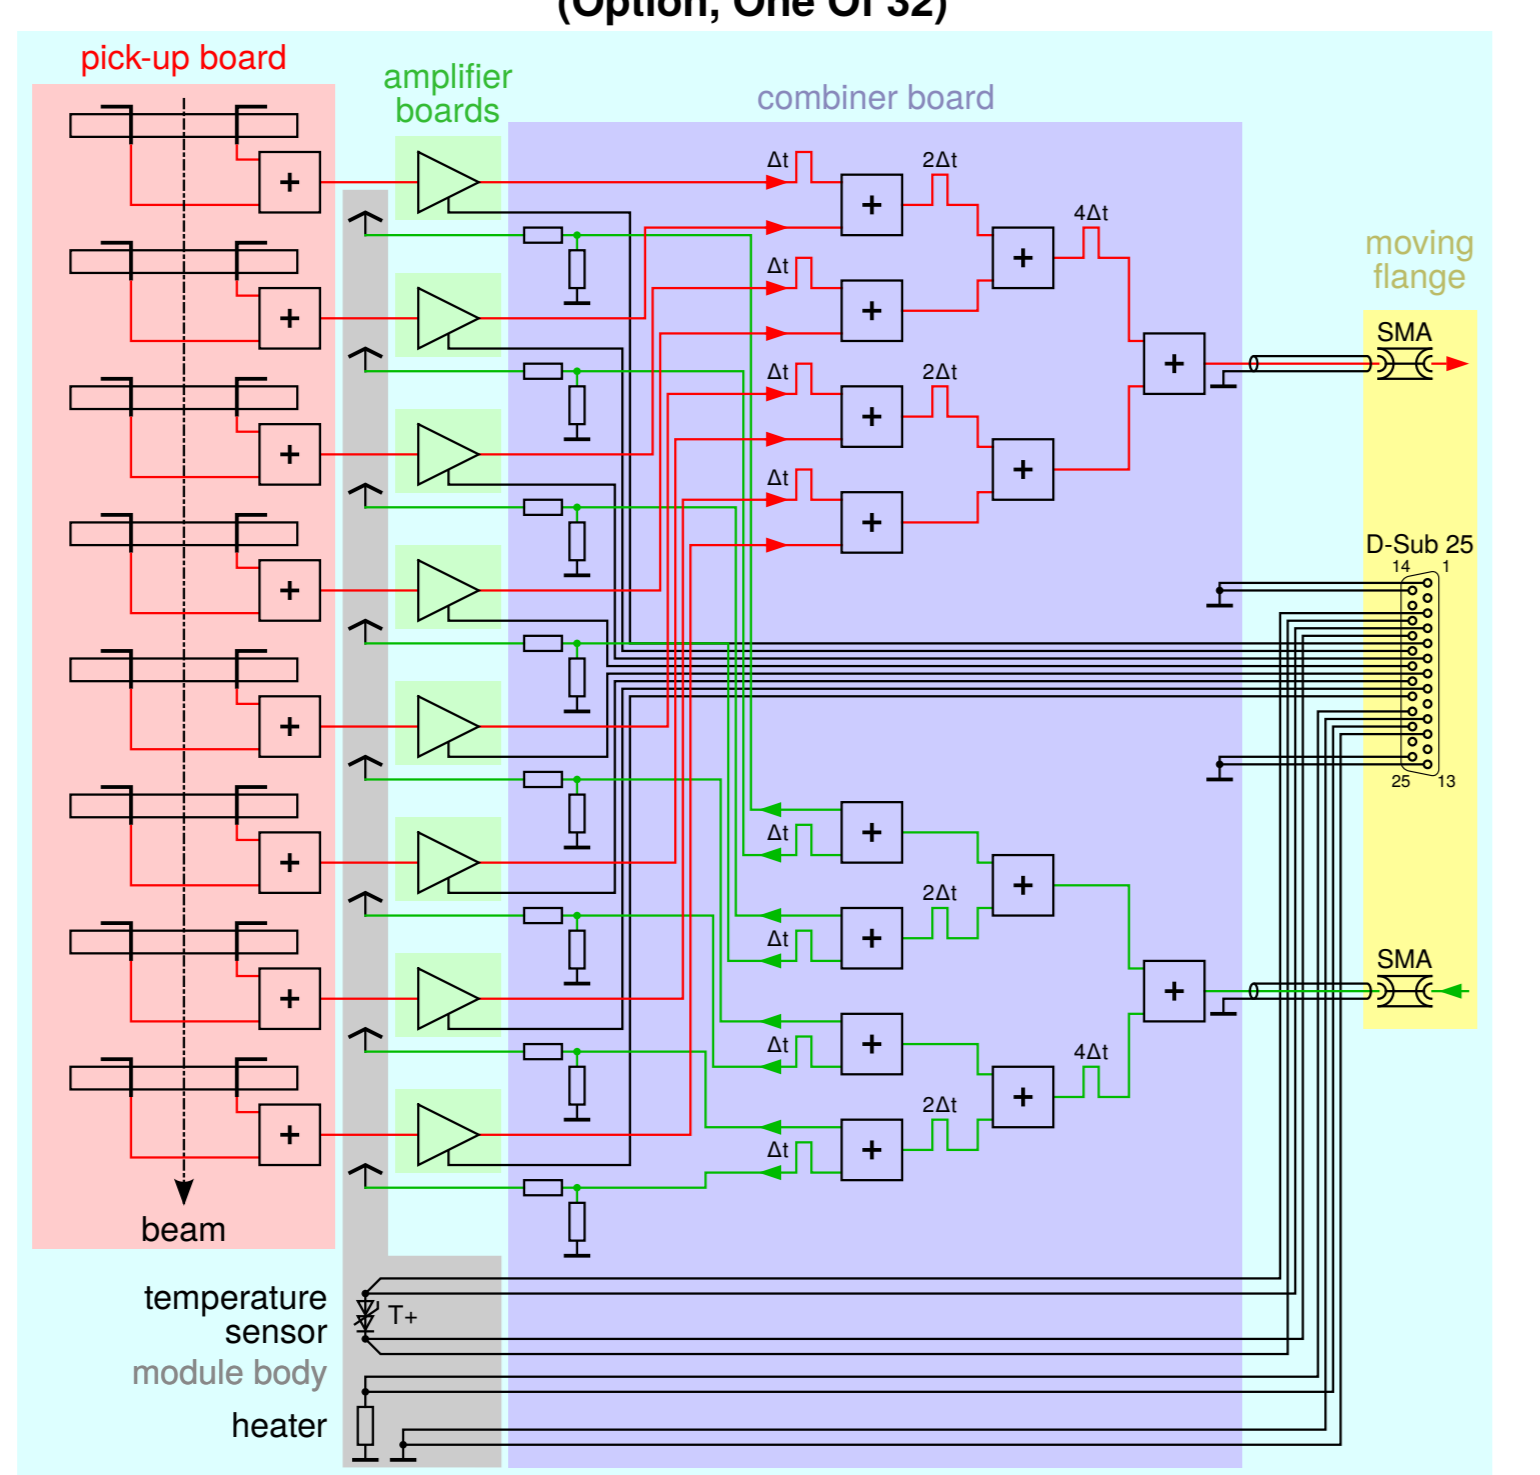 (Option, One Of 32)
pick-up board
amplifier
boards
combiner board
moving
flange
+
+
+
+
+
+
+
+
beam
Δt
+
2Δt
+
4Δt
Δt
+
+
Δt
+
2Δt
+
Δt
+
SMA
D-Sub 25
14 1
25 13
+
Δt
+
+
2Δt
Δt
+
SMA
+
Δt
+
4Δt
+
2Δt
Δt
+
temperature
sensor
T+
module body
heater